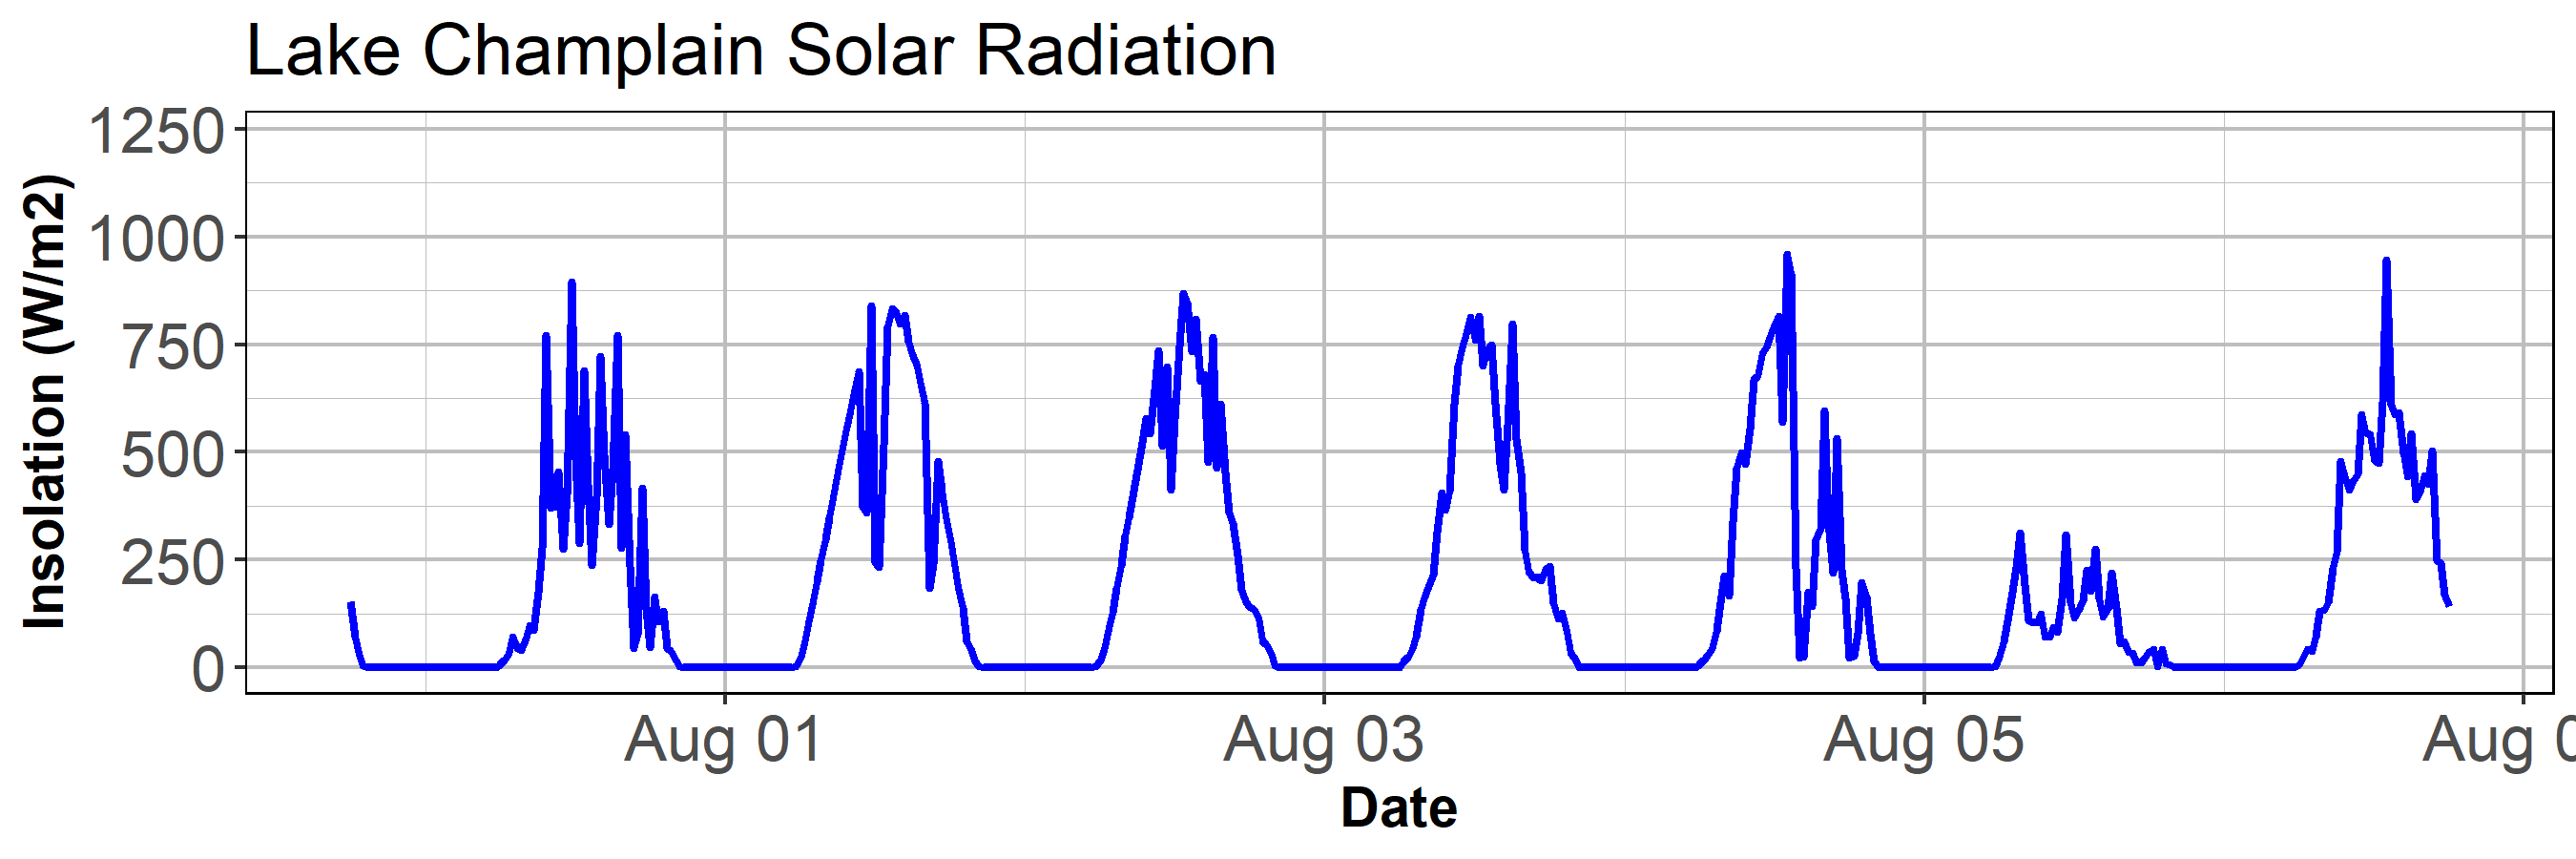 Lake Champlain Solar Radiation
Insolation (W/m2)
1250
1000
750
500
250
0
Aug 01 Aug 03 Aug 05 Aug
Date